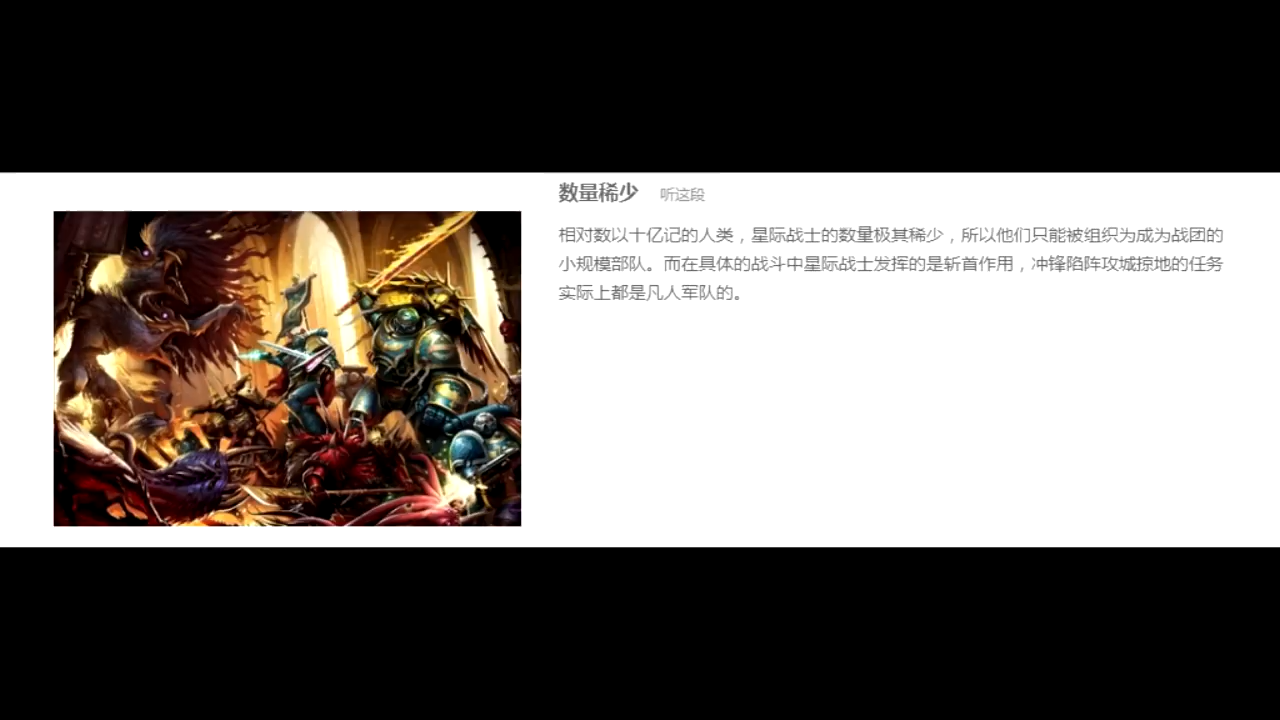 数量稀少 听这段
相对数以十亿记的人类，星际战士的数量极其稀少，所以他们只能被组织为成为战团的
小规模部队。而在具体的战斗中星际战士发挥的是斩首作用，冲锋陷阵攻城掠地的任务
实际上都是凡人军队的。